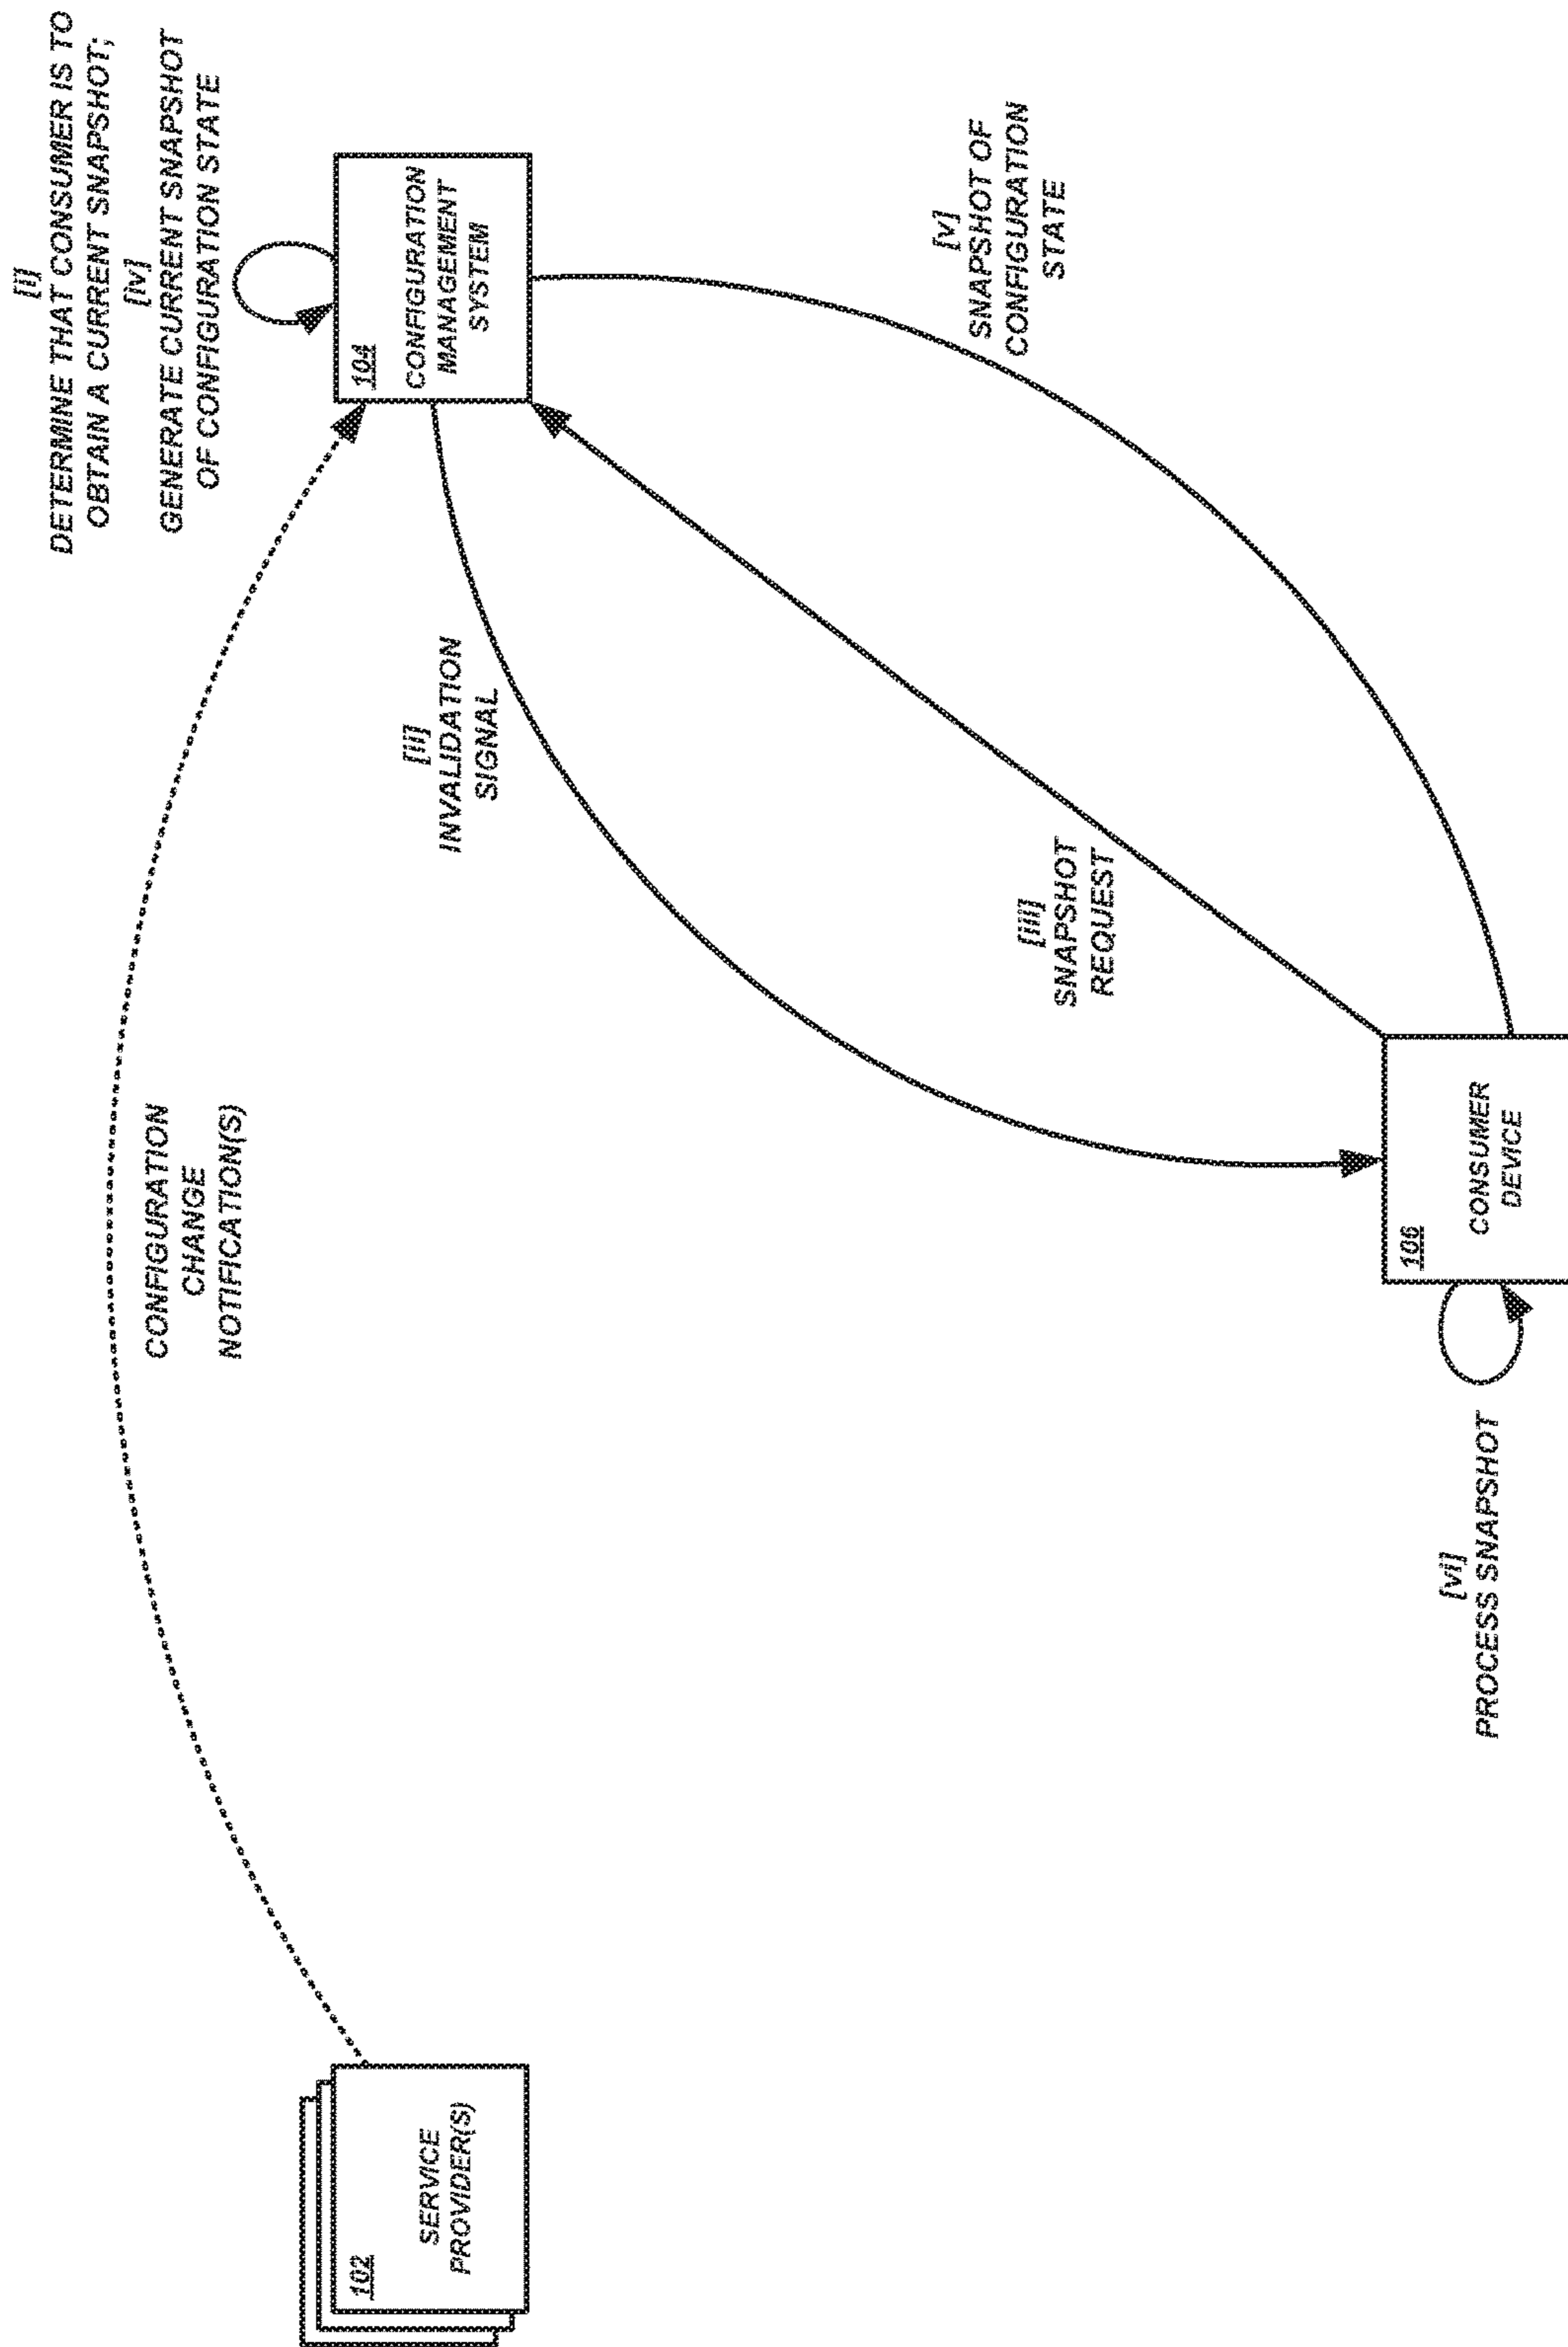 [i]
DETERMINE THAT CONSUMER IS TO
OBTAIN A CURRENT SNAPSHOT;
[iv]
GENERATE CURRENT SNAPSHOT
OF CONFIGURATION STATE
CONFIGURATION
CHANGE
NOTIFICATION(S)
102
SERVICE
PROVIDER(S)
104
CONFIGURATION
MANAGEMENT
SYSTEM
[ii]
INVALIDATION
SIGNAL
[iii]
SNAPSHOT
REQUEST
[v]
SNAPSHOT OF
CONFIGURATION
STATE
106
CONSUMER
DEVICE
[vi]
PROCESS SNAPSHOT